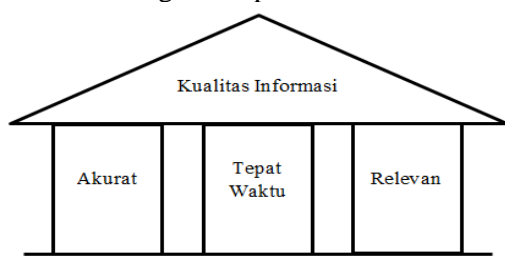 Kualitas Informasi
Akurat
Tepat
Waktu
Relevan